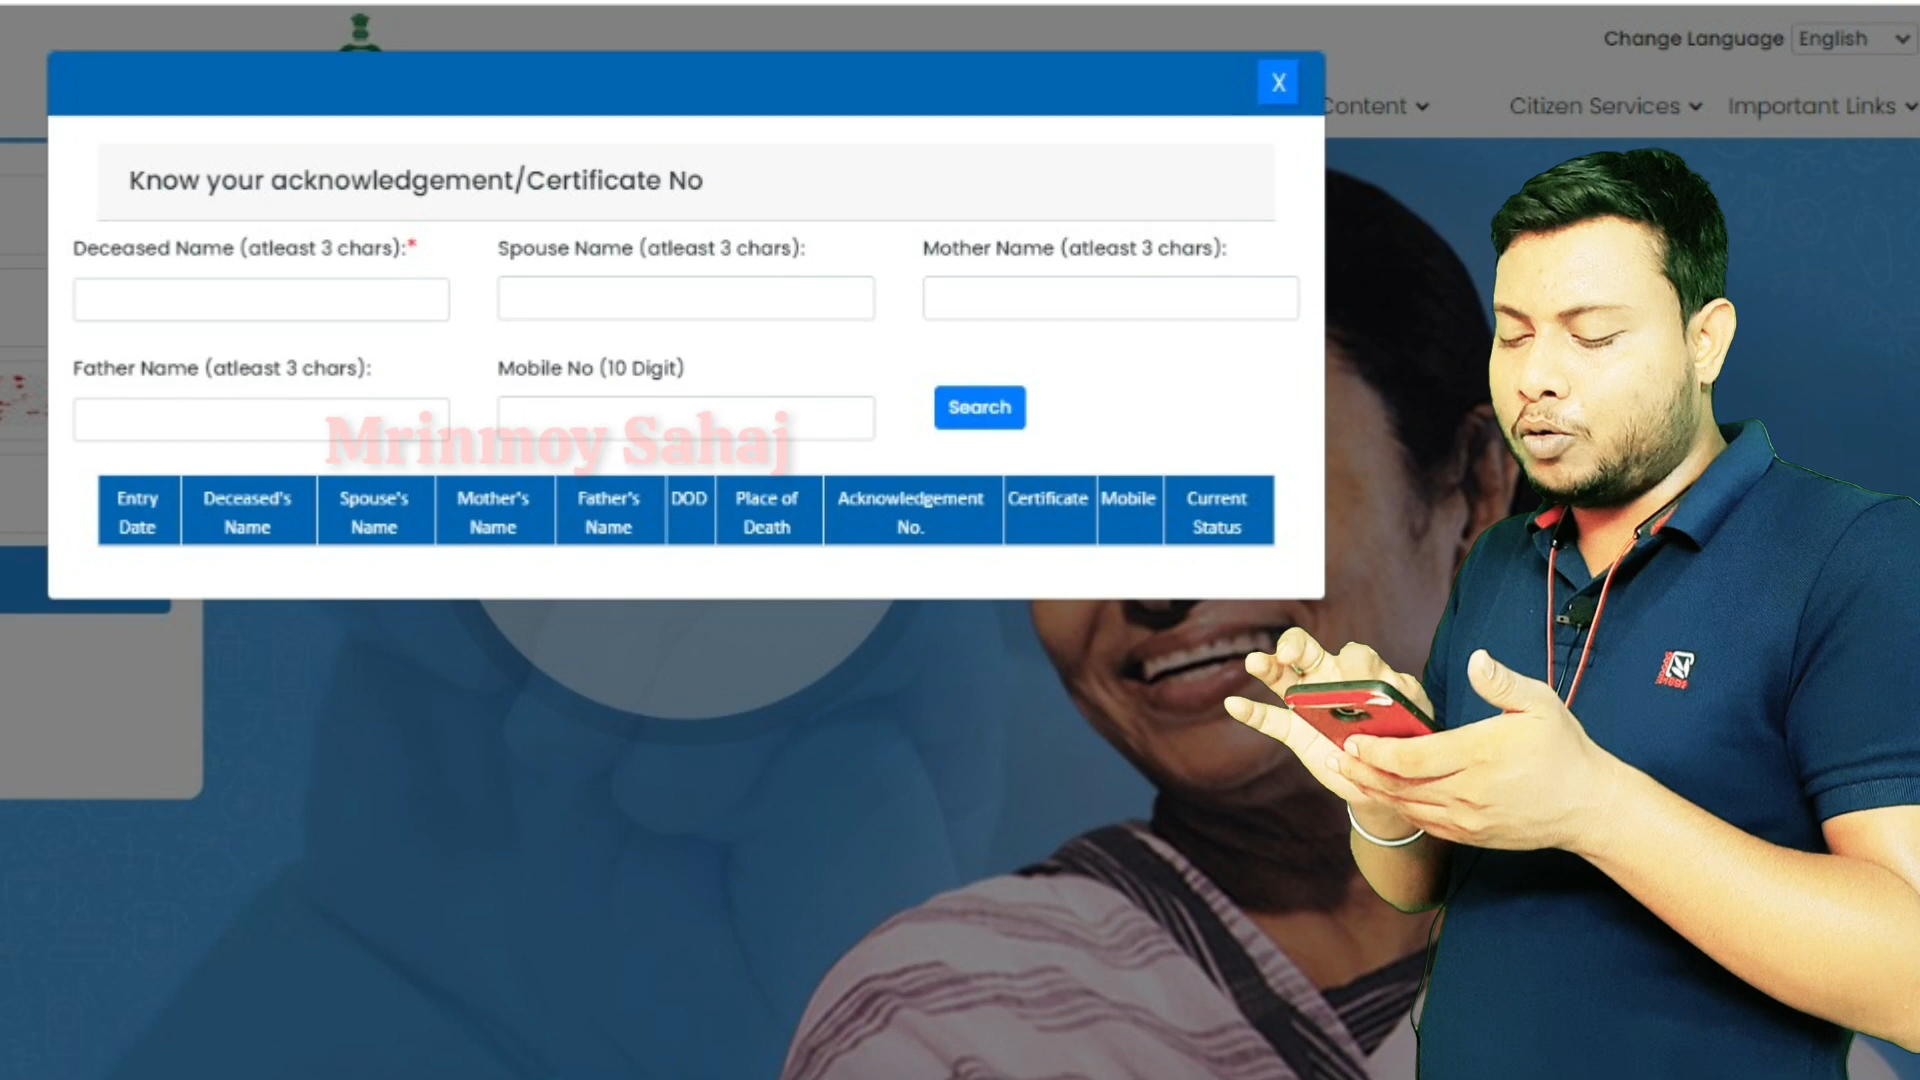 Change Language English
X
Content
Citizen Services
Important Links
Know your acknowledgement/Certificate No
Deceased Name (atleast 3 chars):*
Spouse Name (atleast 3 chars):
Mother Name (atleast 3 chars):
Father Name (atleast 3 chars):
Mobile No (10 Digit)
Search
Mrinmoy Sahaj
Entry Date
Deceased's Name
Spouse's Name
Mother's Name
Father's Name
DOD
Place of Death
Acknowledgement No.
Certificate
Mobile
Current Status